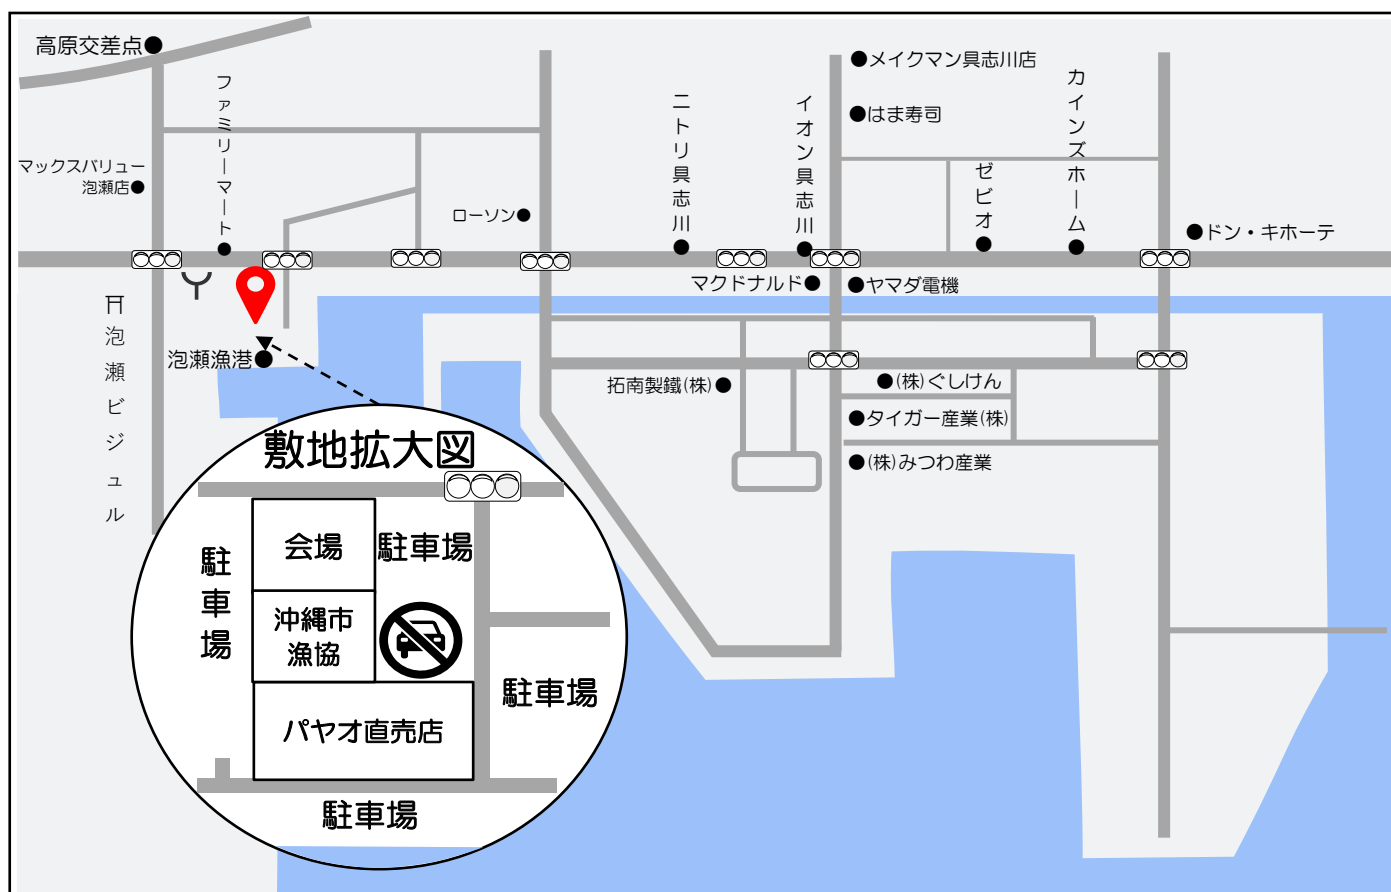 高原交差点
ファミリーマート
マックスバリュー
泡瀬店
ローソン
ニトリ具志川
イオン具志川
メイクマン具志川店
はま寿司
カインズホーム
ゼビオ
ドン・キホーテ
マクドナルド
ヤマダ電機
泡瀬ビジュル
泡瀬漁港
拓南製鐵(株)
(株)ぐしけん
タイガー産業(株)
(株)みつわ産業
敷地拡大図
会場
駐車場
駐車場
沖縄市
漁協
駐車場
パヤオ直売店
駐車場